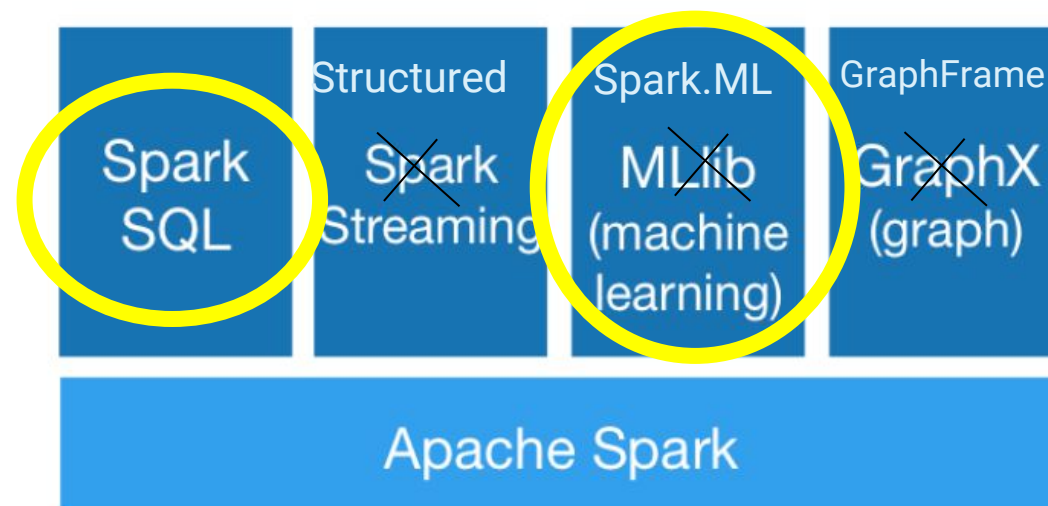 Spark
SQL
Structured
Spark
Streaming
Spark.ML
MLlib
(machine
learning)
GraphFrame
GraphX
(graph)
Apache Spark